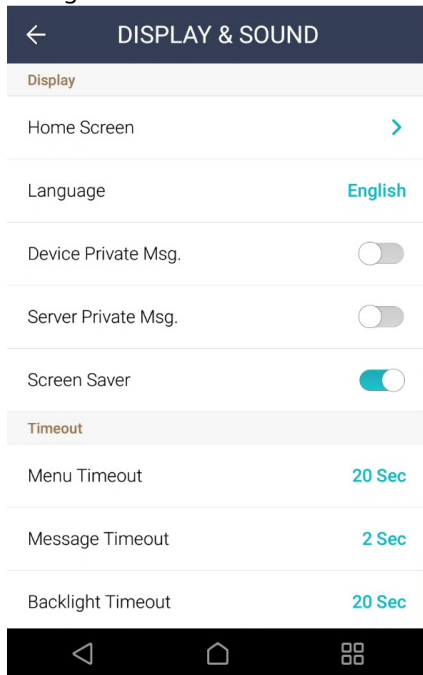 DISPLAY & SOUND
Display
Home Screen
Language English
Device Private Msg.
Server Private Msg.
Screen Saver
Timeout
Menu Timeout 20 Sec
Message Timeout 2 Sec
Backlight Timeout 20 Sec